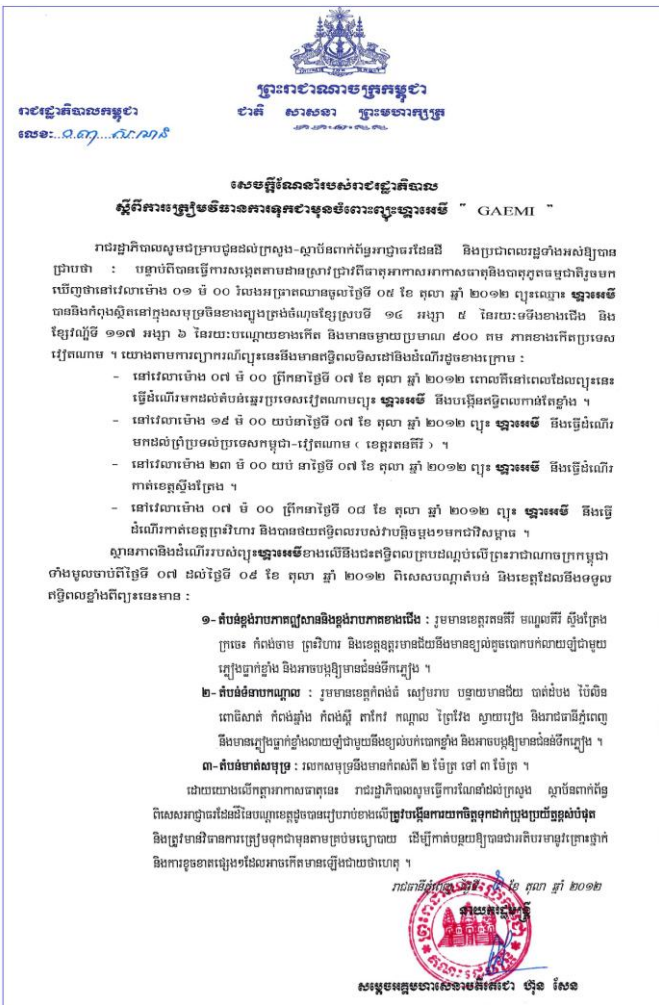 ព្រះរាជាណាចក្រកម្ពុជា
រាជរដ្ឋាភិបាលកម្ពុជា
ជាតិ សាសនា ព្រះមហាក្សត្រ
លេខៈ
សេចក្តីណែនាំរបស់រាជរដ្ឋាភិបាល
ស្តីពីការត្រៀមវិធានការទុកជាមុនចំពោះព្យុះហ្គាអេមី " GAEMI "
រាជរដ្ឋាភិបាលសូមជម្រាបជូនដល់ក្រសួង-ស្ថាប័នពាក់ព័ន្ធអាជ្ញាធរដែនដី និងប្រជាពលរដ្ឋទាំងអស់ឱ្យបាន
ជ្រាបថា : បន្ទាប់ពីបានធ្វើការសង្កេតតាមដានស្រាវជ្រាវពីធាតុអាកាសអាកាសធាតុនិងបាតុភូតធម្មជាតិរួចមក
ឃើញថានៅវេលាម៉ោង ០១ ម៉ ០០ រំលងអធ្រាតឈានចូលថ្ងៃទី ០៥ ខែ តុលា ឆ្នាំ ២០១២ ព្យុះឈ្មោះ ហ្គាអេមី
បាននិងកំពុងស្ថិតនៅក្នុងសមុទ្រចិនខាងត្បូងត្រង់ចំណុចខ្សែស្របទី ១៤ អង្សា ៥ នៃរយៈទទឹងខាងជើង និង
ខ្សែវណ្ឌទី ១១៧ អង្សា ៦ នៃរយៈបណ្តោយខាងកើត និងមានចម្ងាយប្រមាណ ៩០០ គម ភាគខាងកើតប្រទេស
វៀតណាម ។ យោងតាមការព្យាករណ៍ព្យុះនេះនឹងមានឥទ្ធិពលទិសដៅនិងដំណើរដូចខាងក្រោម :
– នៅវេលាម៉ោង ០៧ ម៉ ០០ ព្រឹកនាថ្ងៃទី ០៧ ខែ តុលា ឆ្នាំ ២០១២ ពោលគឺនៅពេលដែលព្យុះនេះ
ធ្វើដំណើរមកដល់តំបន់ឆ្នេរប្រទេសវៀតណាមព្យុះ ហ្គាអេមី នឹងបង្កើនឥទ្ធិពលកាន់តែខ្លាំង ។
– នៅវេលាម៉ោង ១៩ ម៉ ០០ យប់នាថ្ងៃទី ០៧ ខែ តុលា ឆ្នាំ ២០១២ ព្យុះ ហ្គាអេមី នឹងធ្វើដំណើរ
មកដល់ព្រំប្រទល់ប្រទេសកម្ពុជា-វៀតណាម ( ខេត្តរតនគីរី ) ។
– នៅវេលាម៉ោង ២៣ ម៉ ០០ យប់ នាថ្ងៃទី ០៧ ខែ តុលា ឆ្នាំ ២០១២ ព្យុះ ហ្គាអេមី នឹងធ្វើដំណើរ
កាត់ខេត្តស្ទឹងត្រែង ។
– នៅវេលាម៉ោង ០៧ ម៉ ០០ ព្រឹកនាថ្ងៃទី ០៨ ខែ តុលា ឆ្នាំ ២០១២ ព្យុះ ហ្គាអេមី នឹងធ្វើ
ដំណើរកាត់ខេត្តព្រះវិហារ និងបានថយឥទ្ធិពលរបស់វាបន្តិចម្តងៗមកជាវិសម្ពាធ ។
ស្ថានភាពនិងដំណើររបស់ព្យុះហ្គាអេមីខាងលើនឹងជះឥទ្ធិពលគ្របដណ្តប់លើព្រះរាជាណាចក្រកម្ពុជា
ទាំងមូលចាប់ពីថ្ងៃទី ០៧ ដល់ថ្ងៃទី ០៩ ខែ តុលា ឆ្នាំ ២០១២ ពិសេសបណ្តាតំបន់ និងខេត្តដែលនឹងទទួល
ឥទ្ធិពលខ្លាំងពីព្យុះនេះមាន :
១- តំបន់ខ្ពង់រាបភាគឦសាននិងខ្ពង់រាបភាគខាងជើង : រួមមានខេត្តរតនគីរី មណ្ឌលគីរី ស្ទឹងត្រែង
ក្រចេះ កំពង់ចាម ព្រះវិហារ និងខេត្តឧត្តរមានជ័យនឹងមានខ្យល់គួចបោកបក់លាយឡំជាមួយ
ភ្លៀងធ្លាក់ខ្លាំង និងអាចបង្កឱ្យមានជំនន់ទឹកភ្លៀង ។
២- តំបន់ទំនាបកណ្តាល : រួមមានខេត្តកំពង់ធំ សៀមរាប បន្ទាយមានជ័យ បាត់ដំបង ប៉ៃលិន
ពោធិសាត់ កំពង់ឆ្នាំង កំពង់ស្ពឺ តាកែវ កណ្តាល ព្រៃវែង ស្វាយរៀង និងរាជធានីភ្នំពេញ
នឹងមានភ្លៀងធ្លាក់ខ្លាំងលាយឡំជាមួយនឹងខ្យល់បក់បោកខ្លាំង និងអាចបង្កឱ្យមានជំនន់ទឹកភ្លៀង ។
៣-តំបន់មាត់សមុទ្រ : រលកសមុទ្រនឹងមានកំពស់ពី ២ ម៉ែត្រ ទៅ ៣ ម៉ែត្រ ។
ដោយយោងលើកត្តាអាកាសធាតុនេះ រាជរដ្ឋាភិបាលសូមធ្វើការណែនាំដល់ក្រសួង ស្ថាប័នពាក់ព័ន្ធ
ពិសេសអាជ្ញាធរដែនដីនៃបណ្តាខេត្តដូចបានរៀបរាប់ខាងលើត្រូវបង្កើនការយកចិត្តទុកដាក់ប្រុងប្រយ័ត្នខ្ពស់បំផុត
និងត្រូវមានវិធានការត្រៀមទុកជាមុនតាមគ្រប់មធ្យោបាយ ដើម្បីកាត់បន្ថយឱ្យបានជាអតិបរមានូវគ្រោះថ្នាក់
និងការខូចខាតផ្សេងៗដែលអាចកើតមានឡើងជាយថាហេតុ ។
រាជធានីភ្នំពេញ ថ្ងៃទី ខែ តុលា ឆ្នាំ ២០១២
នាយករដ្ឋមន្ត្រី
សម្តេចអគ្គមហាសេនាបតីតេជោ ហ៊ុន សែន